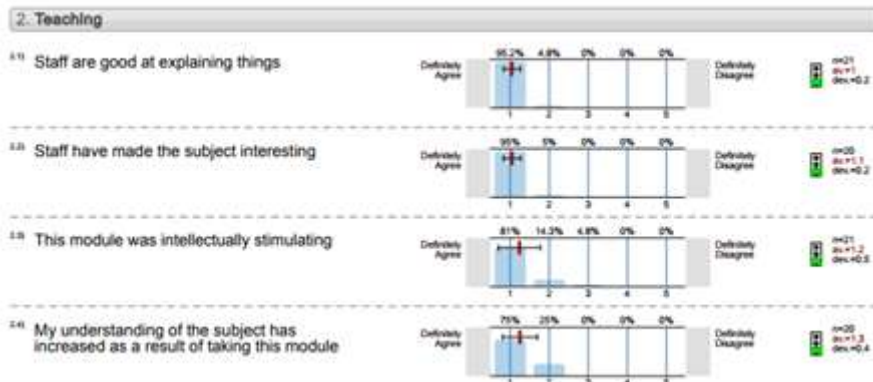 2. Teaching
2.1) Staff are good at explaining things
Definitely Agree
95.2% 4.8% 0% 0% 0%
1 2 3 4 5
Definitely Disagree
n=21
av.=1
dev.=0.2
2.2) Staff have made the subject interesting
Definitely Agree
95% 5% 0% 0% 0%
1 2 3 4 5
Definitely Disagree
n=20
av.=1.1
dev.=0.2
2.3) This module was intellectually stimulating
Definitely Agree
81% 14.3% 4.8% 0% 0%
1 2 3 4 5
Definitely Disagree
n=21
av.=1.2
dev.=0.5
2.4) My understanding of the subject has
increased as a result of taking this module
Definitely Agree
75% 25% 0% 0% 0%
1 2 3 4 5
Definitely Disagree
n=20
av.=1.3
dev.=0.4